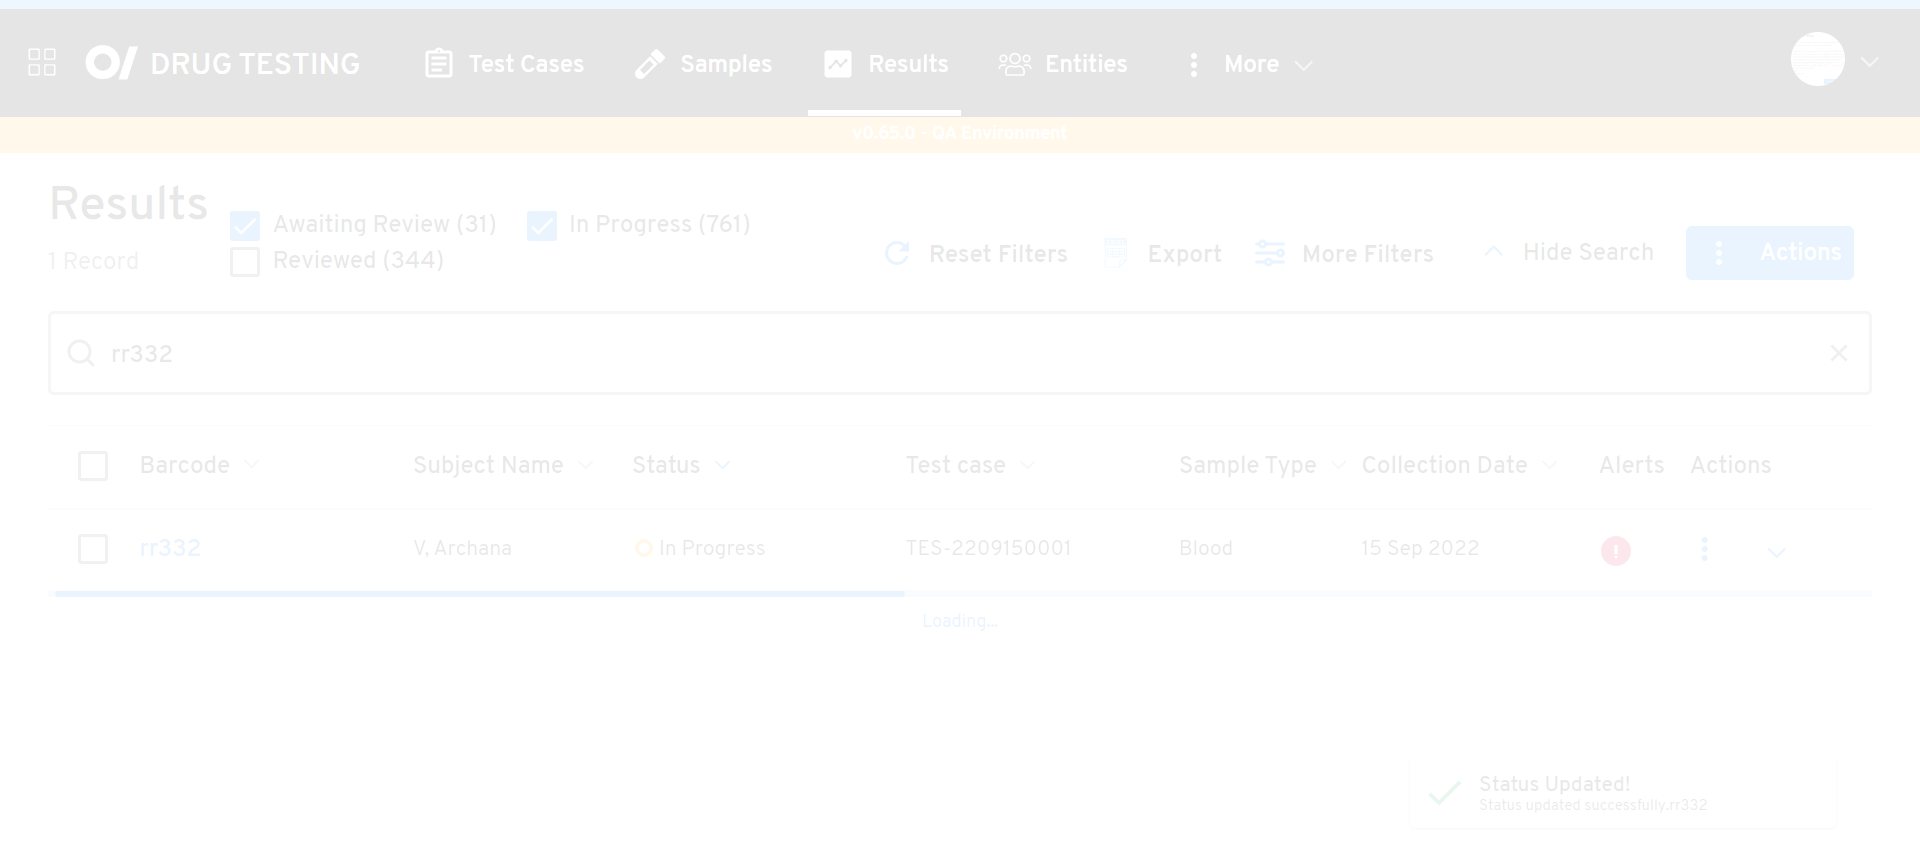 DRUG TESTING Test Cases Samples Results Entities More
v0.65.0 - QA Environment
Results
Awaiting Review (31) In Progress (761)
1 Record Reviewed (344)
Reset Filters Export More Filters Hide Search Actions
rr332
Barcode Subject Name Status Test case Sample Type Collection Date Alerts Actions
rr332 V, Archana In Progress TES-2209150001 Blood 15 Sep 2022
Loading...
Status Updated!
Status updated successfully.rr332